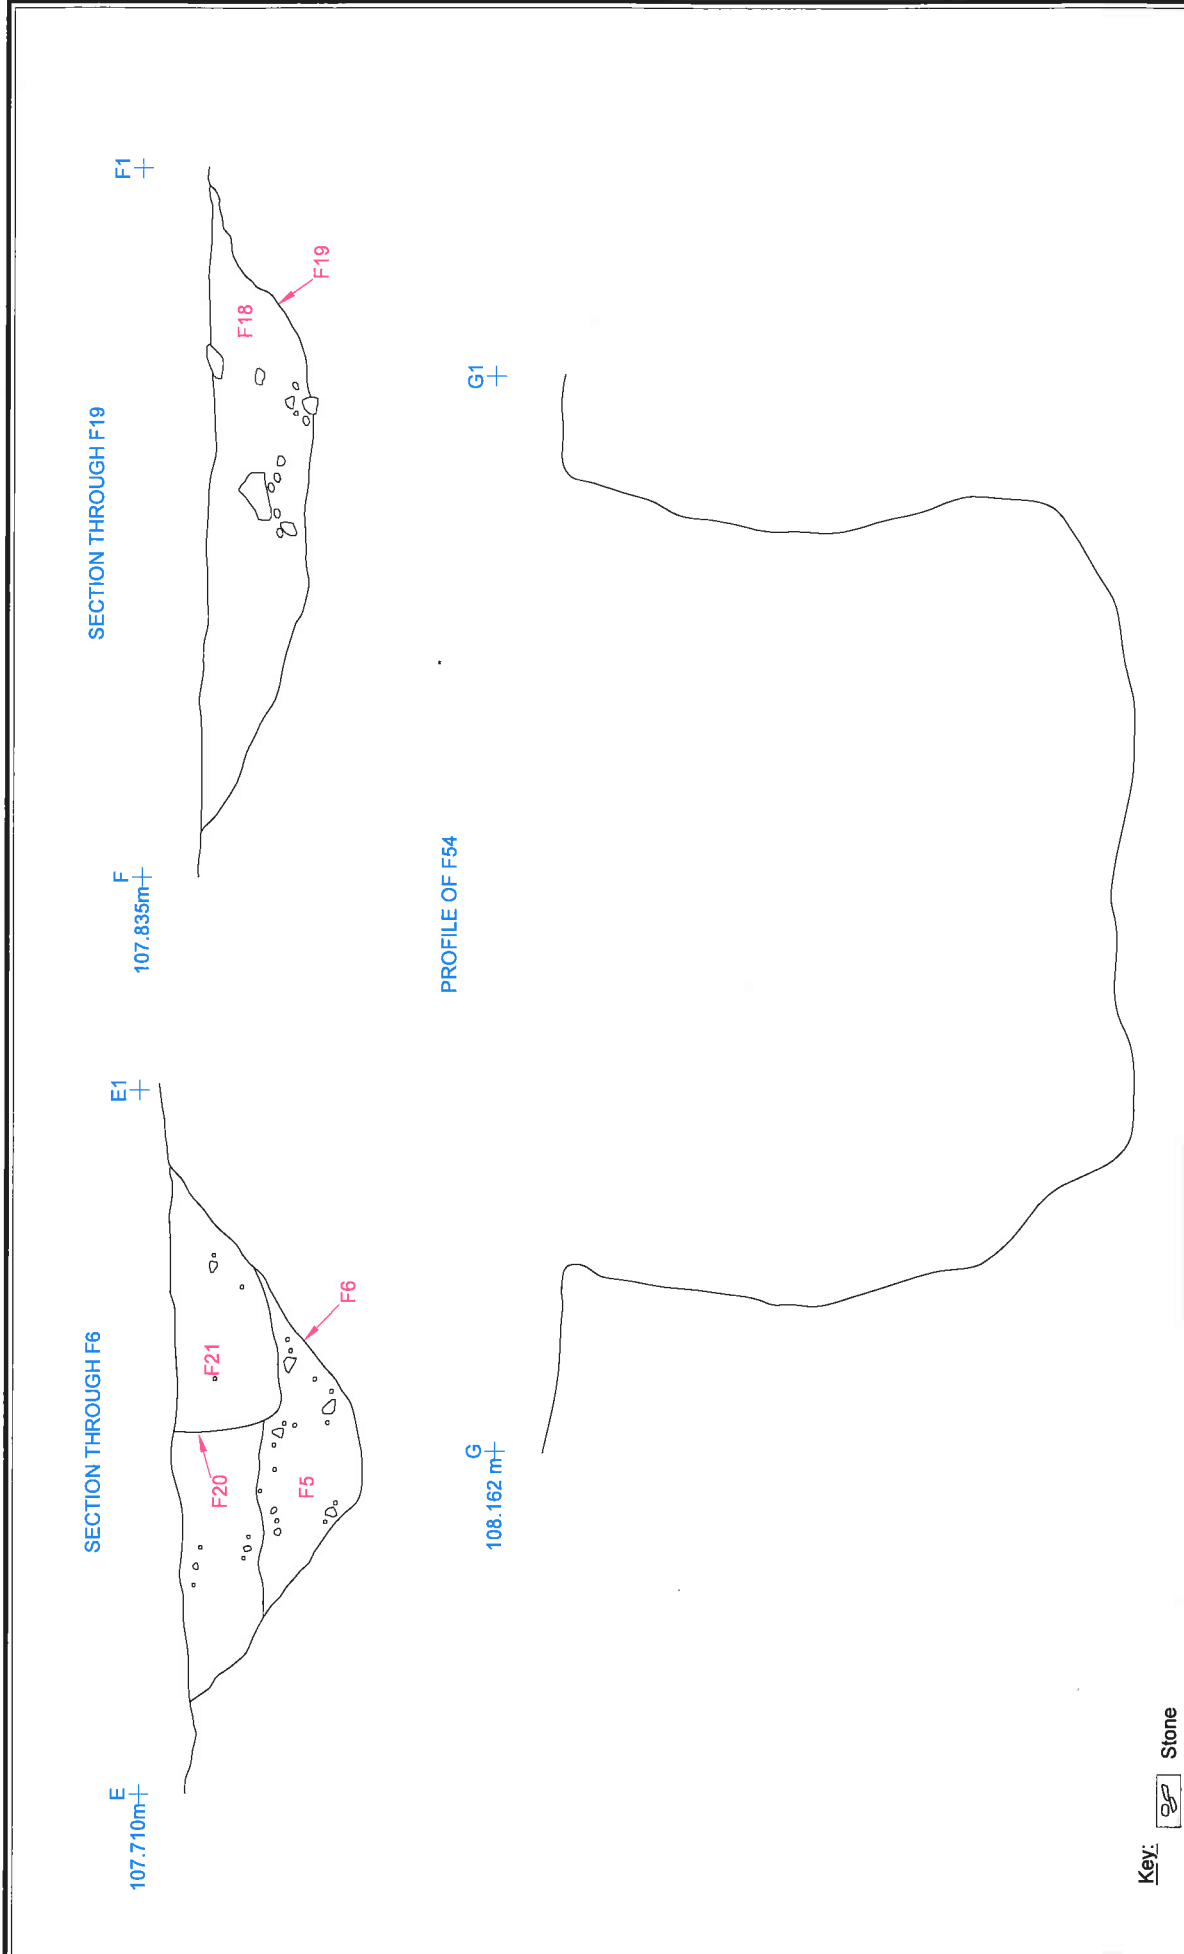 SECTION THROUGH F6
E
107.710m
E1
F20
F21
F5
F6
SECTION THROUGH F19
F
107.835m
F1
F18
F19
PROFILE OF F54
G
108.162 m
G1
Key:
Stone